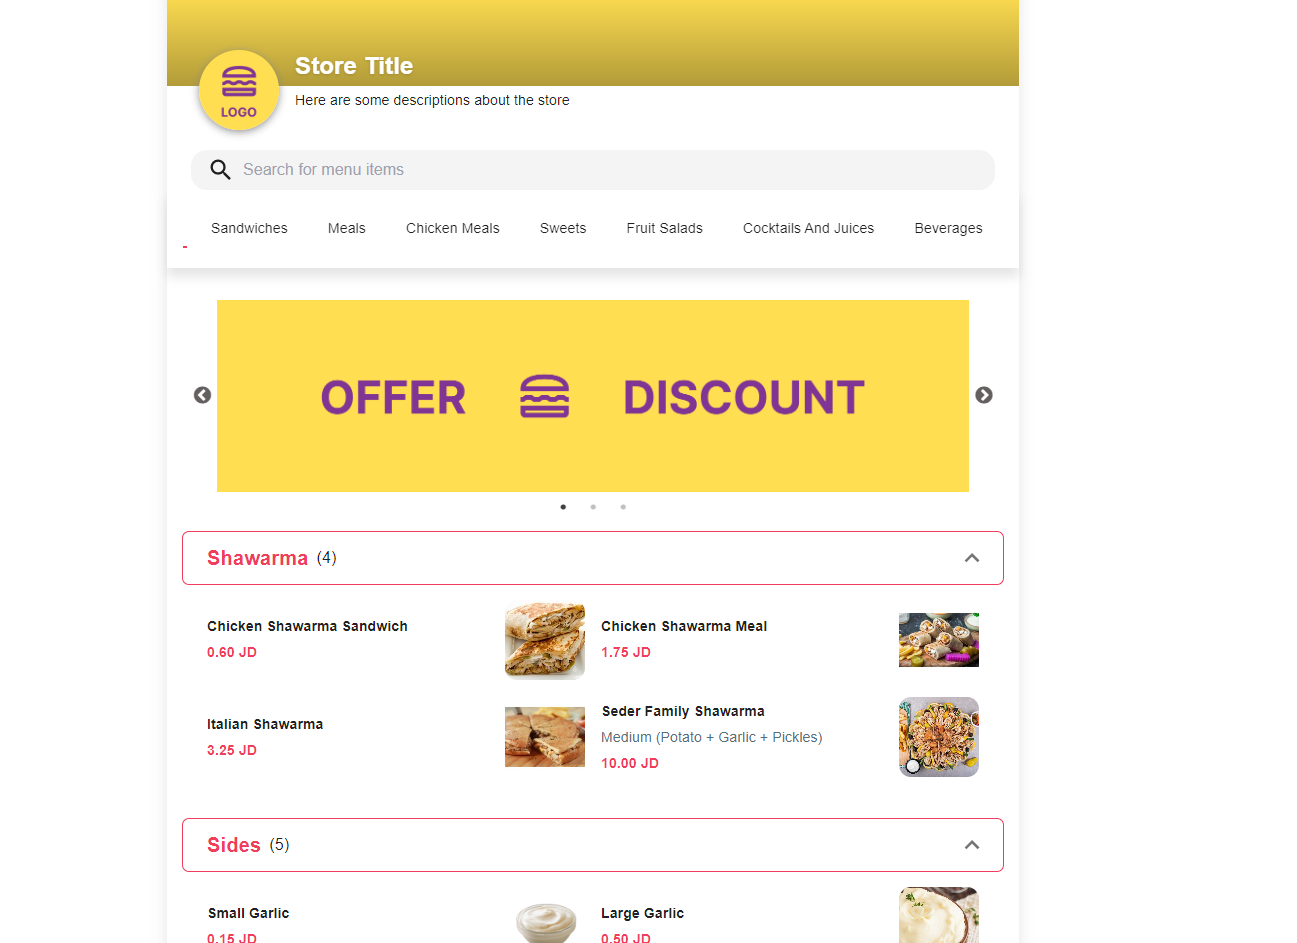 Store Title
LOGO
Here are some descriptions about the store
Search for menu items
Sandwiches Meals Chicken Meals Sweets Fruit Salads Cocktails And Juices Beverages
OFFER DISCOUNT
Shawarma (4)
Chicken Shawarma Sandwich
0.60 JD
Chicken Shawarma Meal
1.75 JD
Italian Shawarma
3.25 JD
Seder Family Shawarma
Medium (Potato + Garlic + Pickles)
10.00 JD
Sides (5)
Small Garlic
0.15 JD
Large Garlic
0.50 JD